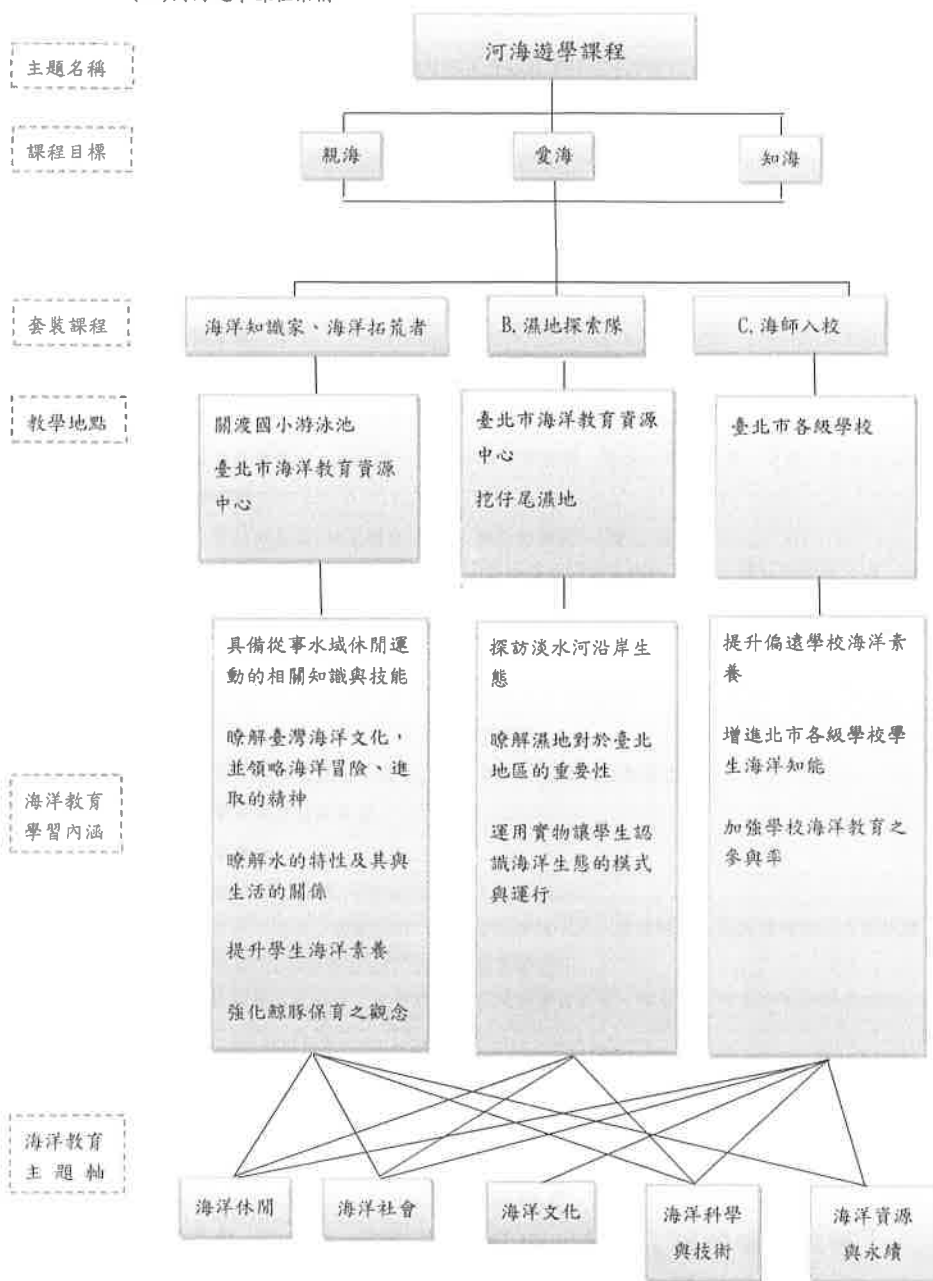 河海遊學課程
主題名稱
課程目標
親海
愛海
知海
套裝課程
海洋知識家、海洋拓荒者
B.濕地探索隊
C.海師入校
教學地點
關渡國小游泳池
臺北市海洋教育資源
中心
臺北市海洋教育資源
中心
挖仔尾濕地
臺北市各級學校
海洋教育
學習內涵
具備從事水域休閒運
動的相關知識與技能
瞭解臺灣海洋文化，
並領略海洋冒險、進
取的精神
瞭解水的特性及其與
生活的關係
提升學生海洋素養
強化鯨豚保育之觀念
探訪淡水河沿岸生
態
瞭解濕地對於臺北
地區的重要性
運用實物讓學生認
識海洋生態的模式
與運行
提升偏遠學校海洋素
養
增進北市各級學校學
生海洋知能
加強學校海洋教育之
參與率
海洋教育
主題軸
海洋休閒
海洋社會
海洋文化
海洋科學
與技術
海洋資源
與永續